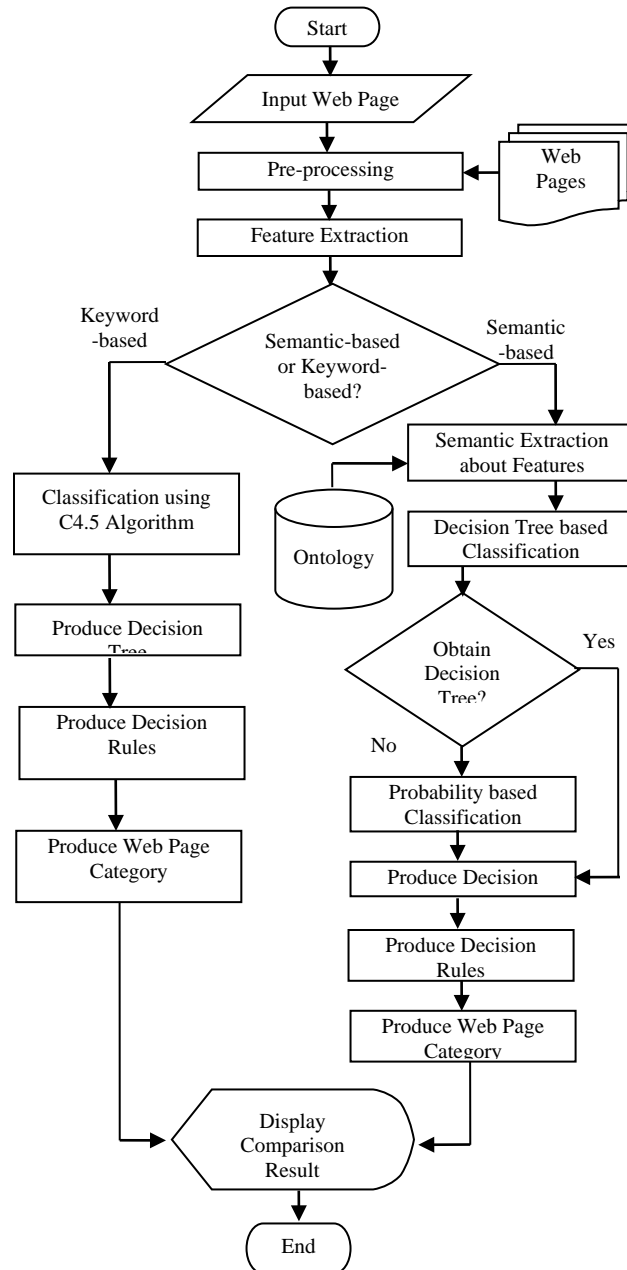 Start
Input Web Page
Pre-processing
Web
Pages
Feature Extraction
Keyword
-based
Semantic-based
or Keyword-
based?
Semantic
-based
Semantic Extraction
about Features
Classification using
C4.5 Algorithm
Ontology
Decision Tree based
Classification
Produce Decision
Tree
Obtain
Decision
Tree?
Yes
No
Produce Decision
Rules
Probability based
Classification
Produce Web Page
Category
Produce Decision
Produce Decision
Rules
Produce Web Page
Category
Display
Comparison
Result
End